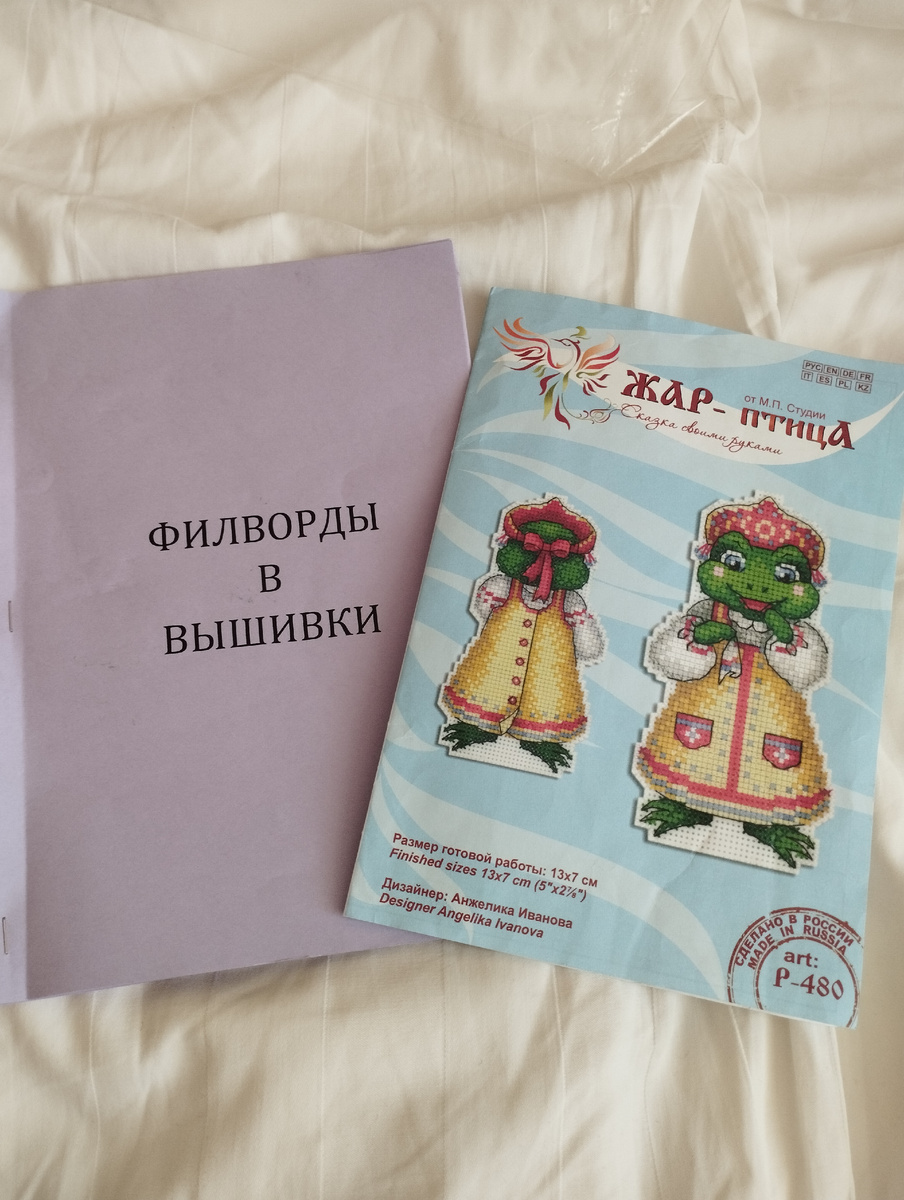 ФИЛВОРДЫ
В
ВЫШИВКИ
ЖАР-ПТИЦА
от М.П. Студии
Сказка своими руками
РУС EN DE FR
IT ES PL KZ
Размер готовой работы: 13х7 см
Finished sizes 13x7 cm (5"x2⅞")
Дизайнер: Анжелика Иванова
Designer Angelika Ivanova
СДЕЛАНО В РОССИИ
MADE IN RUSSIA
art:
Р-480